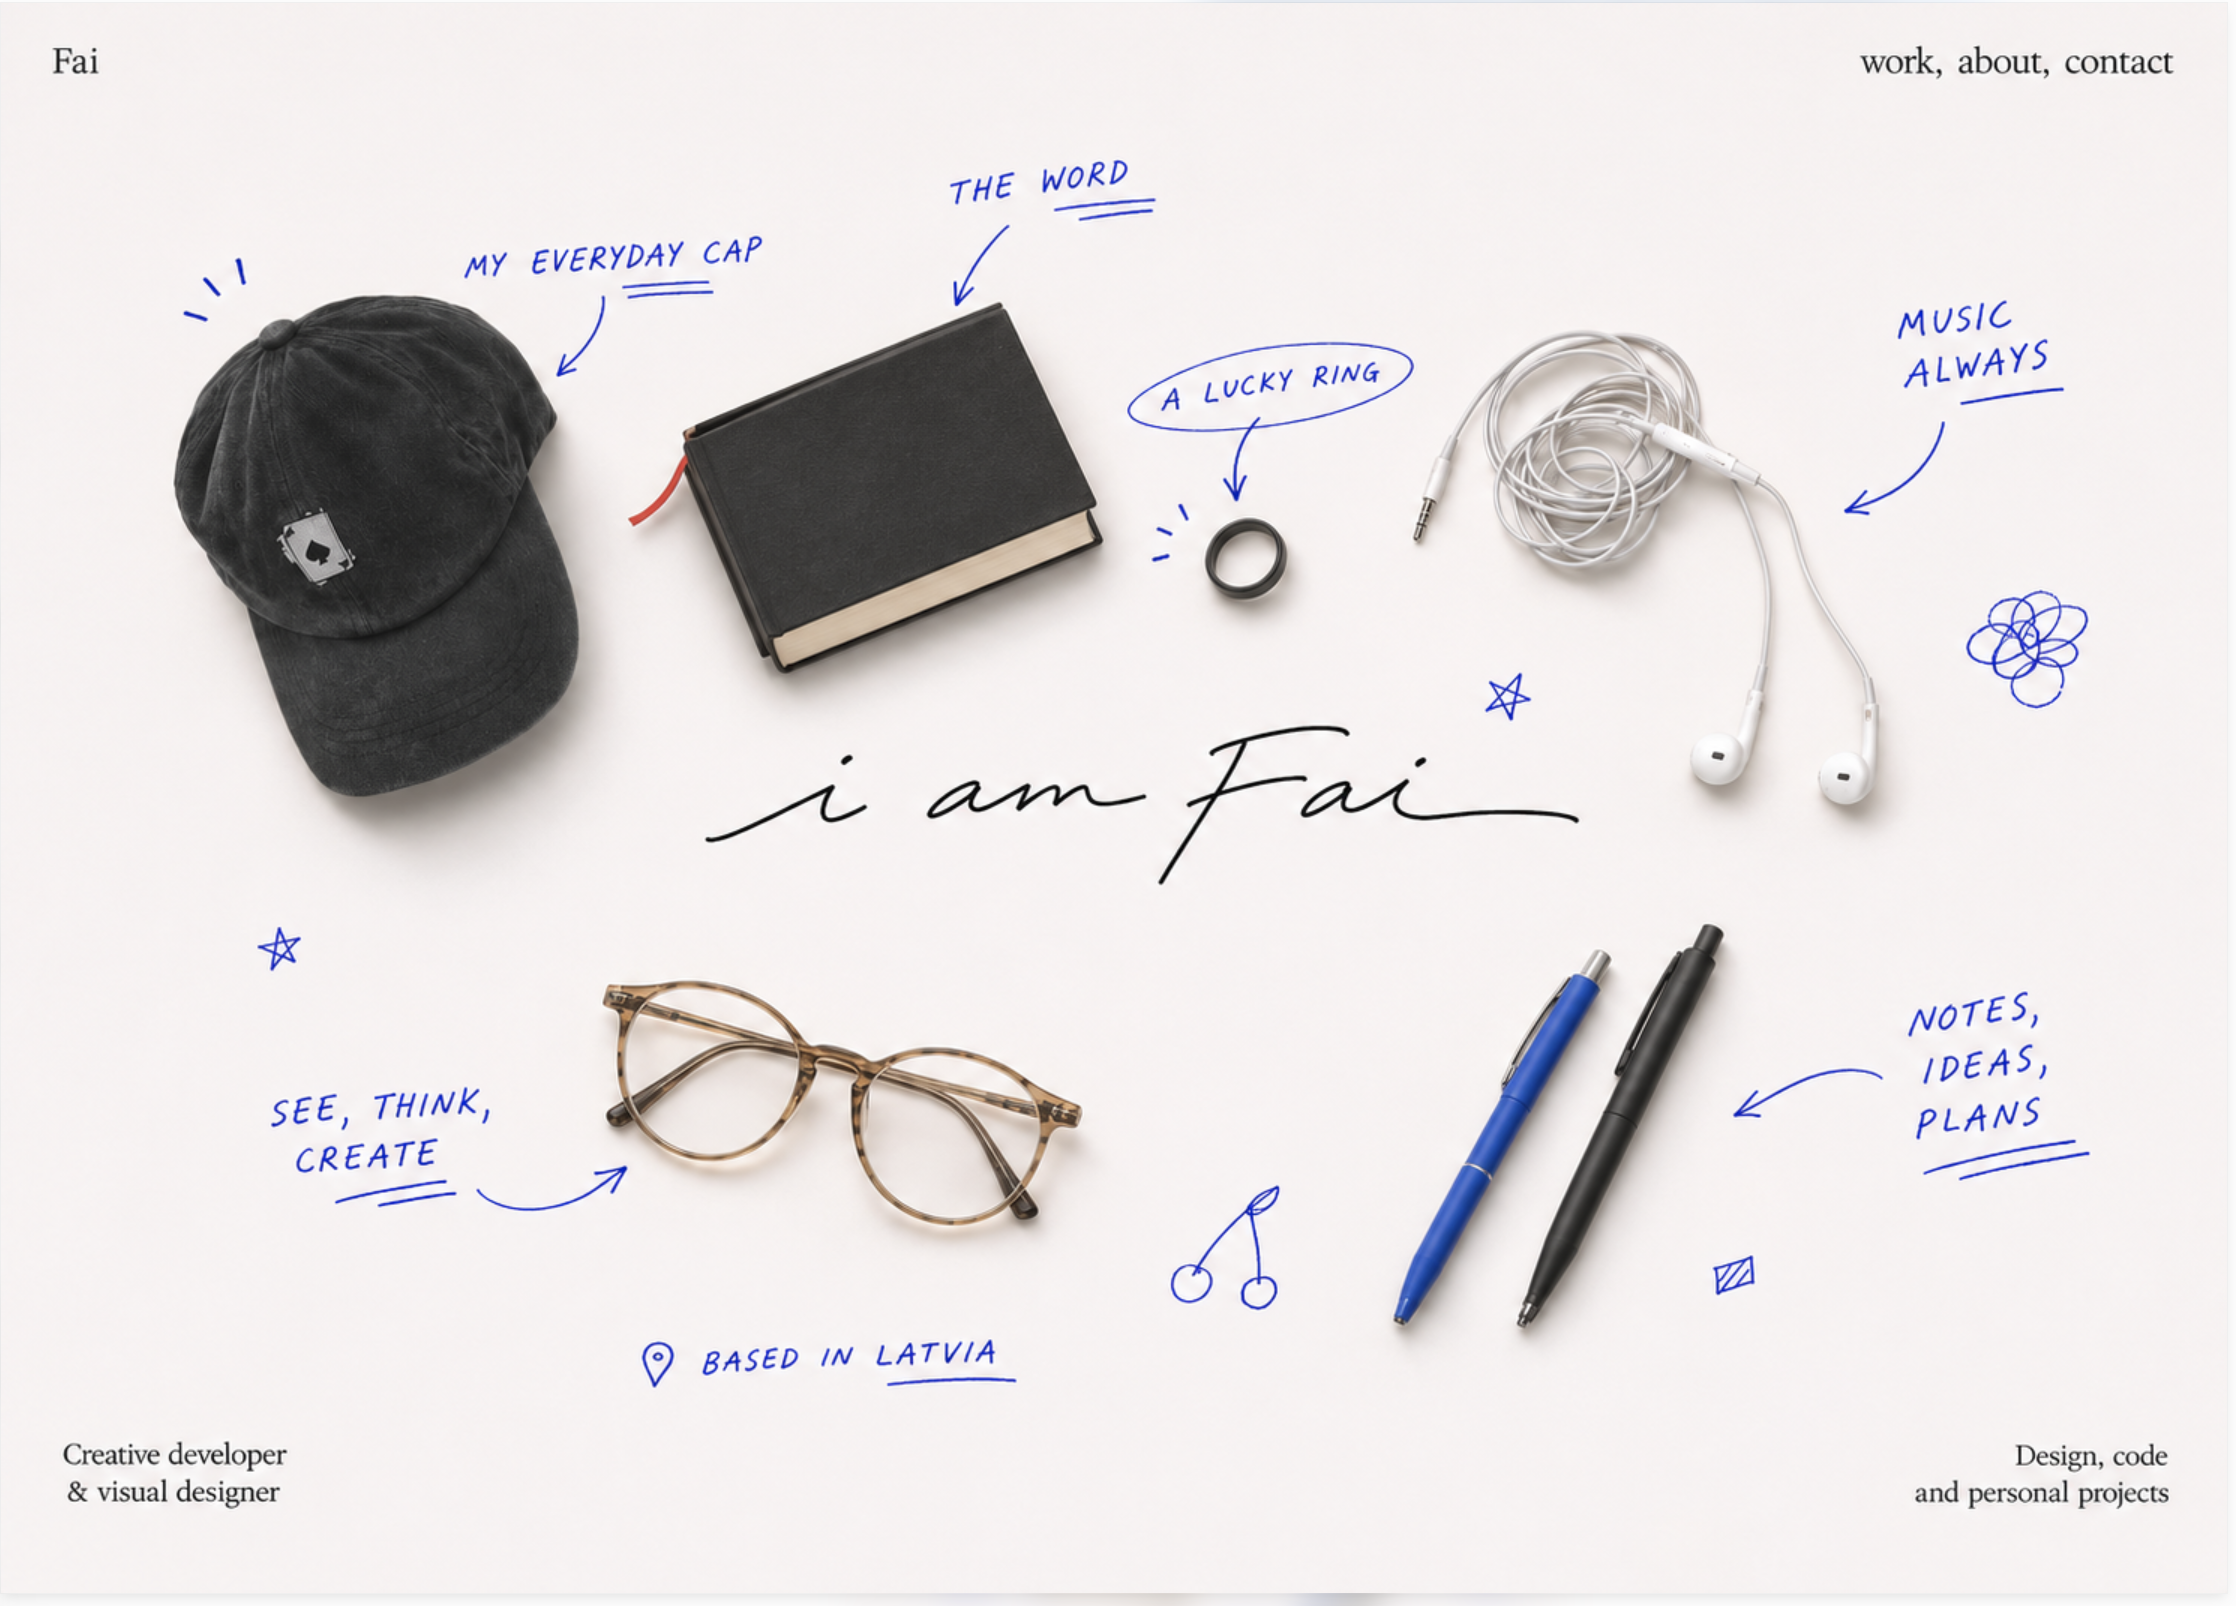 Fai
work, about, contact
THE WORD
MY EVERYDAY CAP
MUSIC
ALWAYS
A LUCKY RING
i am Fai
NOTES,
IDEAS,
PLANS
SEE, THINK,
CREATE
BASED IN LATVIA
Creative developer
& visual designer
Design, code
and personal projects